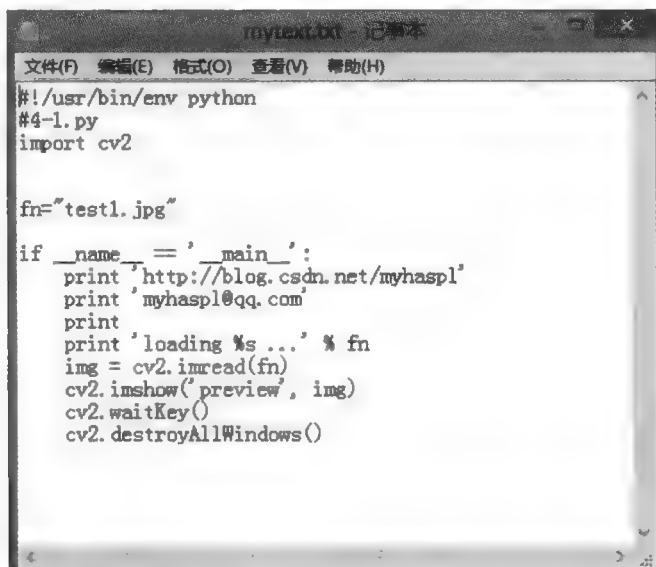 mytext.txt - 记事本
文件(F) 编辑(E) 格式(O) 查看(V) 帮助(H)
#!/usr/bin/env python
#4-1.py
import cv2
fn="test1.jpg"
if __name__ == '__main__':
    print 'http://blog.csdn.net/myhaspl'
    print 'myhaspl@qq.com'
    print
    print 'loading %s ...' % fn
    img = cv2.imread(fn)
    cv2.imshow('preview', img)
    cv2.waitKey()
    cv2.destroyAllWindows()